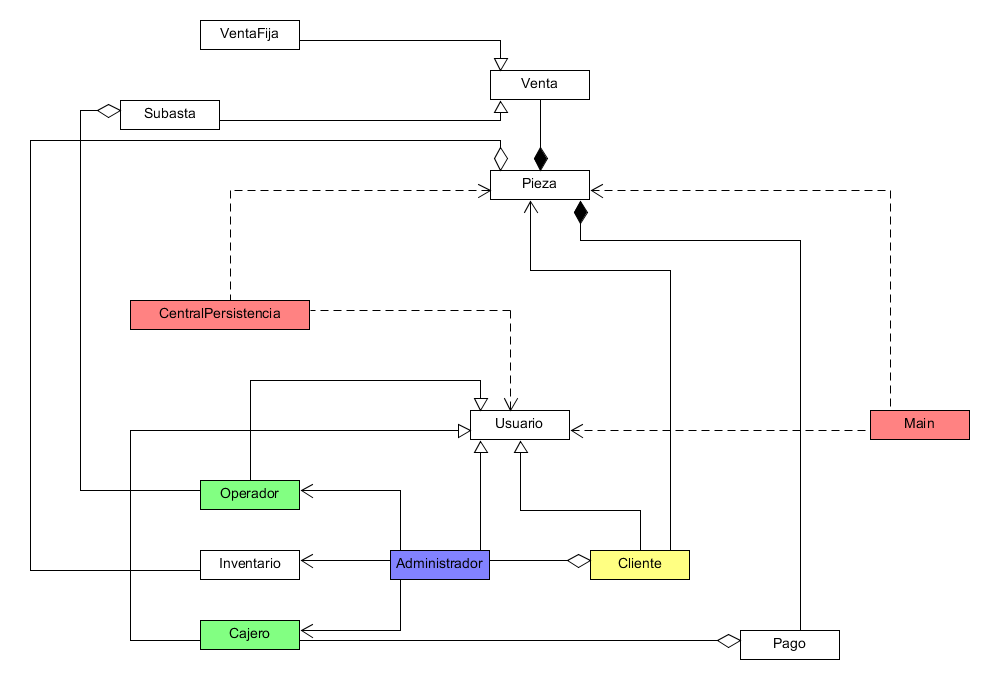 VentaFija
Venta
Subasta
Pieza
CentralPersistencia
Usuario
Main
Operador
Inventario
Administrador
Cliente
Cajero
Pago